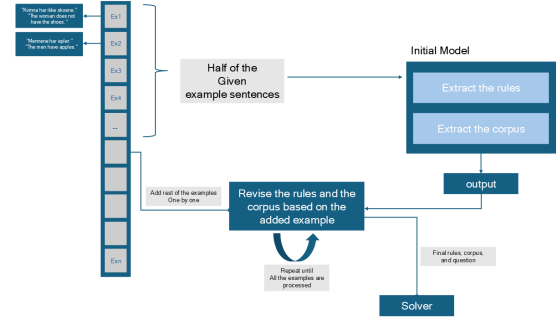 "Kvinna har ikke skoene."
"The woman does not
have the shoes."
Ex1
"Mennene har epler."
"The men have apples."
Ex2
Ex3
Ex4
...
Exn
Half of the
Given
example sentences
Initial Model
Extract the rules
Extract the corpus
output
Add rest of the examples
One by one
Revise the rules and the
corpus based on the
added example
Repeat until
All the examples are
processed
Final rules, corpus,
and question
Solver